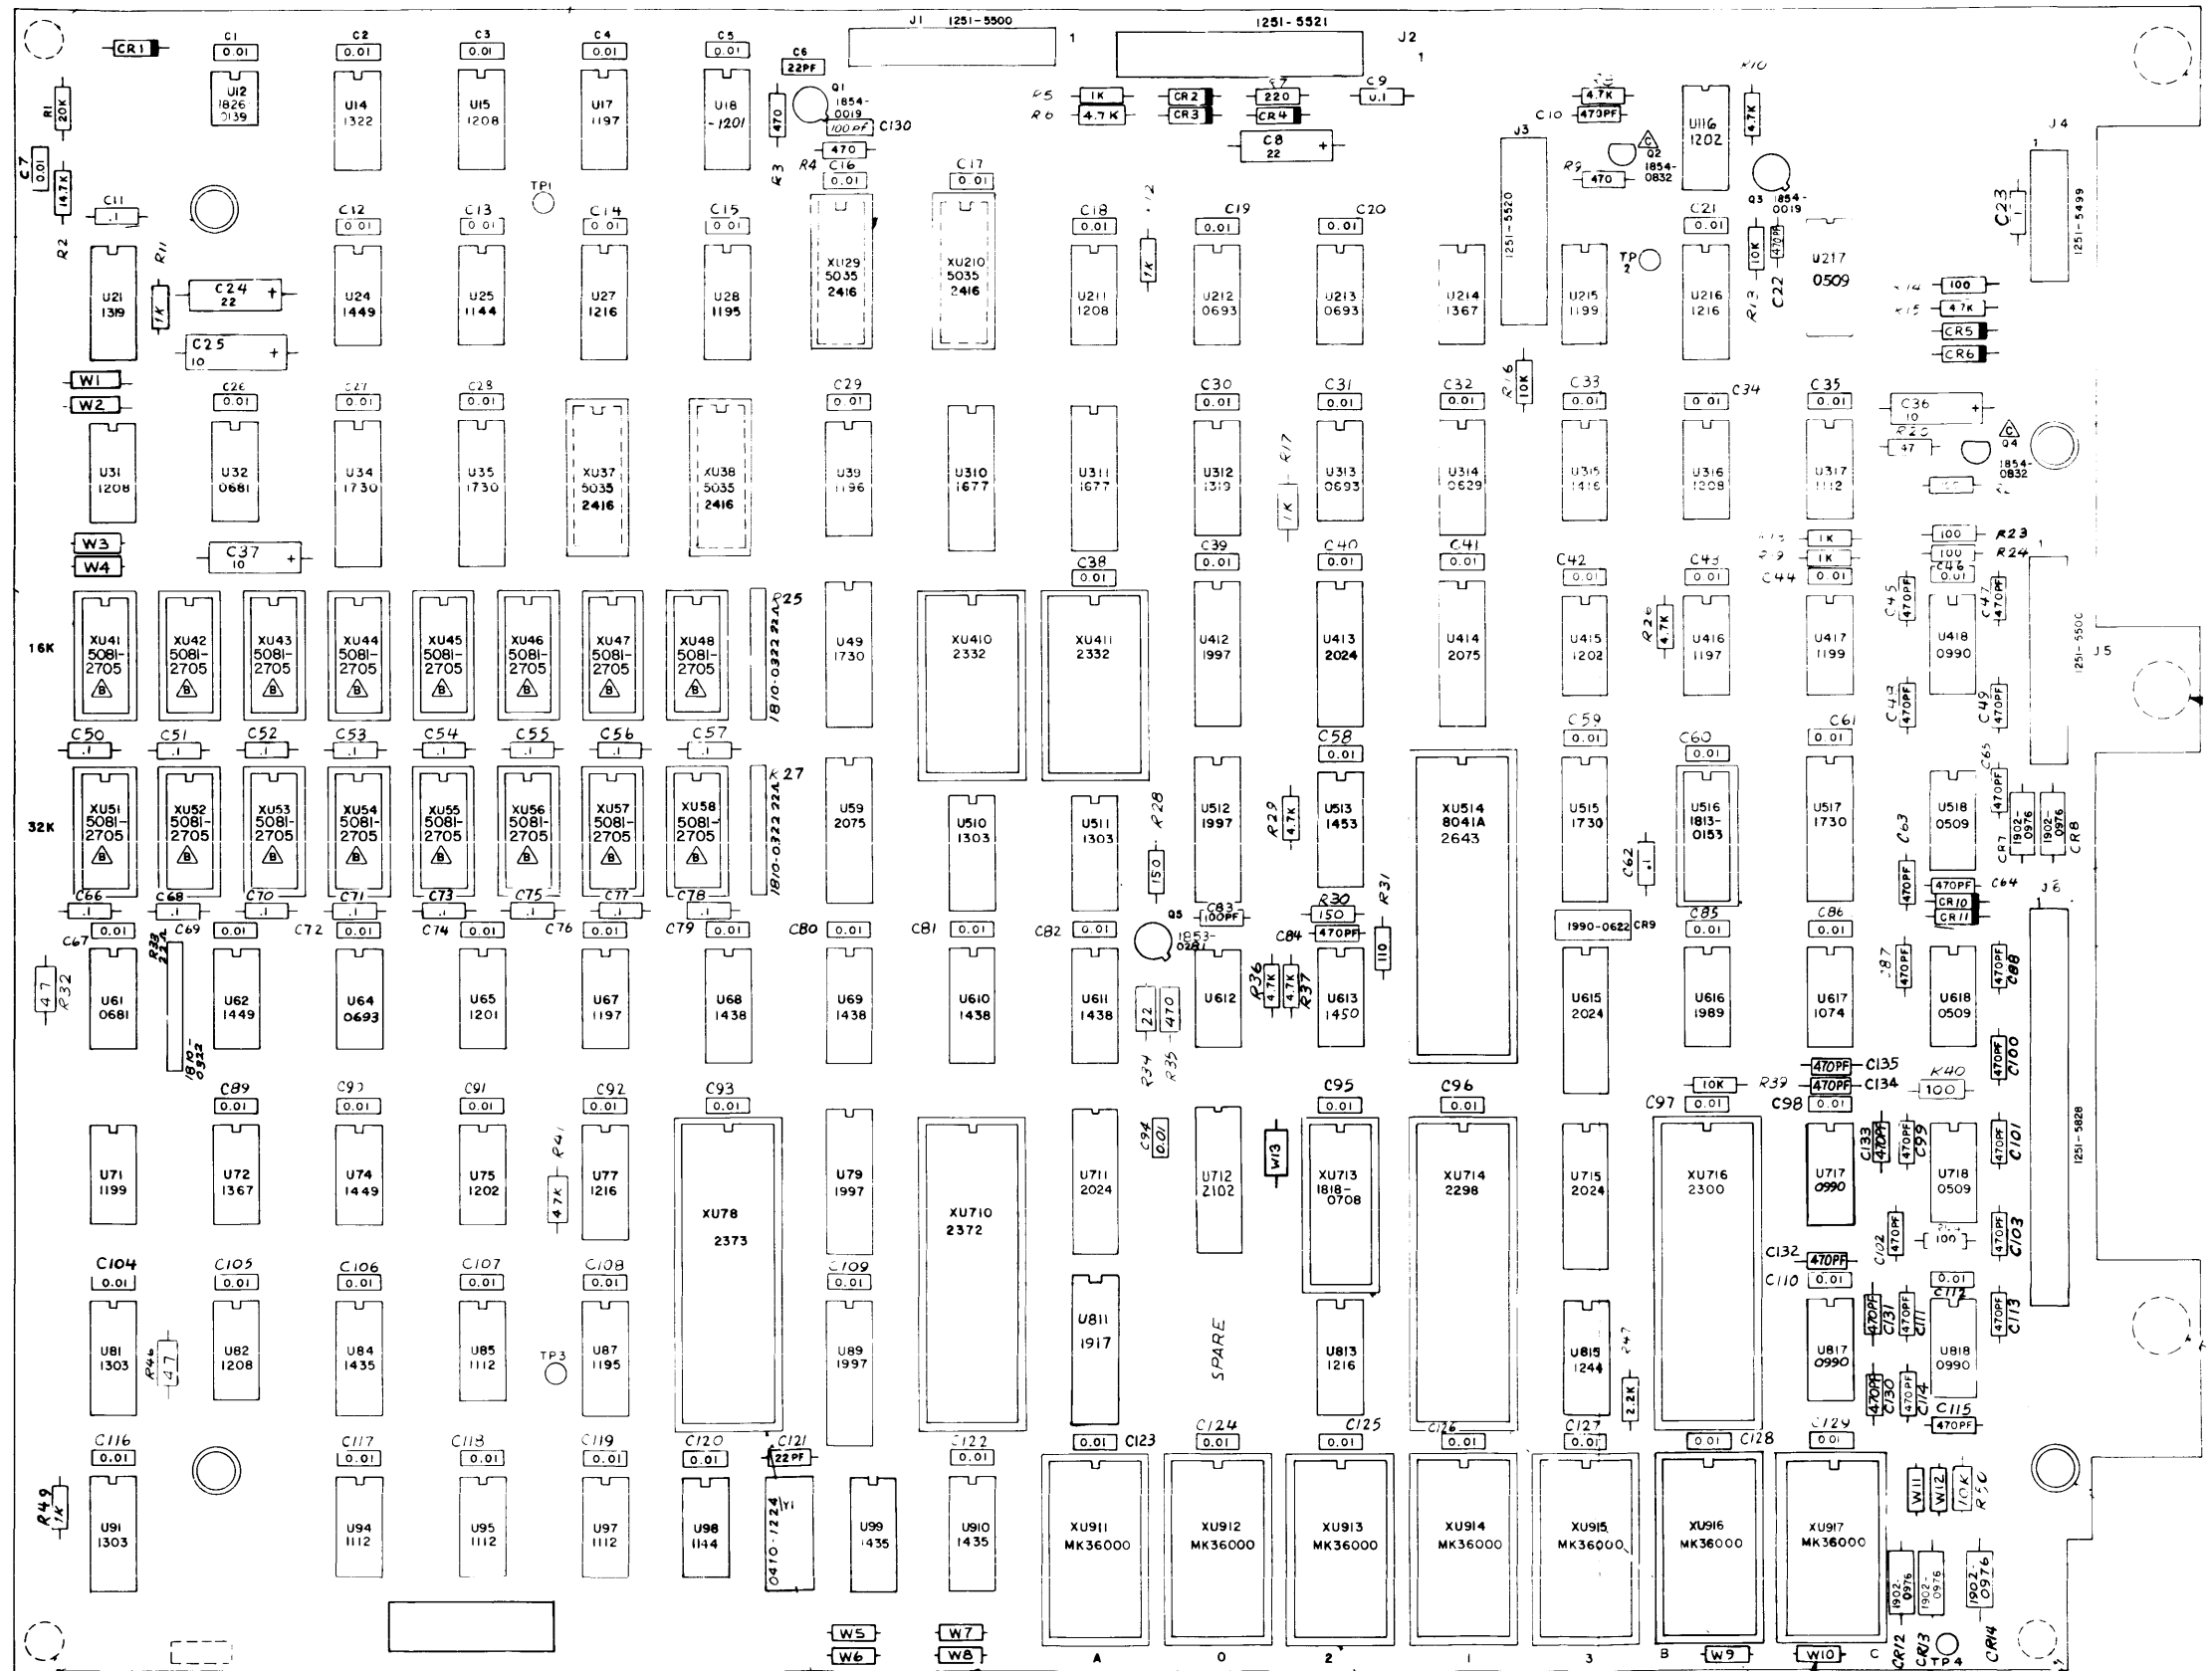 J1 1251-5500
1
1251-5521
J2
1
CR1
C1
0.01
C2
0.01
C3
0.01
C4
0.01
C5
0.01
C6
22PF
R1
20K
U12
1826-
0139
U14
1322
U15
1208
U17
1197
U18
-1201
470
R3
Q1
1854-
0019
100PF C130
470
R4
R5 1K
R6 4.7K
CR2
CR3
220
CR4
C8
22 +
C9
0.1
4.7K
C10 470PF
R9 470
C
Q2
1854-
0832
U116
1202
R10
4.7K
Q3 1854-
0019
J3
1251-5520
J4
1
1251-5499
C23
C7
0.01
14.7K
R2
C11
.1
TP1
C12
0.01
C13
0.01
C14
0.01
C15
0.01
C16
0.01
C17
0.01
C18
0.01
C19
0.01
C20
0.01
C21
0.01
1K
TP
2
10K
R13
470PF
C22
U21
1319
R11
1K
C24
22 +
C25
10 +
U24
1449
U25
1144
U27
1216
U28
1195
XU129
5035
2416
XU210
5035
2416
U211
1208
U212
0693
U213
0693
U214
1367
U215
1199
U216
1216
U217
0509
100
R15 4.7K
CR5
CR6
W1
W2
C26
0.01
C27
0.01
C28
0.01
C29
0.01
C30
0.01
C31
0.01
C32
0.01
R16
10K
C33
0.01
C34
0.01
C35
0.01
C36
10 +
R20
47
C
Q4
1854-
0832
U31
1208
U32
0681
U34
1730
U35
1730
XU37
5035
2416
XU38
5035
2416
U39
1196
U310
1677
U311
1677
U312
1319
R17
1K
U313
0693
U314
0629
U315
1416
U316
1208
U317
1112
W3
W4
C37
10 +
C38
0.01
C39
0.01
C40
0.01
C41
0.01
C42
0.01
C43
0.01
1K
R19 1K
C44 0.01
100 R23
100 R24
C46
0.01
C45
470PF
C47
470PF
16K
XU41
5081-
2705
B
XU42
5081-
2705
B
XU43
5081-
2705
B
XU44
5081-
2705
B
XU45
5081-
2705
B
XU46
5081-
2705
B
XU47
5081-
2705
B
XU48
5081-
2705
B
R25
1810-0322 22Ω
U49
1730
XU410
2332
XU411
2332
U412
1997
U413
2024
U414
2075
U415
1202
R26
4.7K
U416
1197
U417
1199
U418
0990
1
1251-5500
J5
470PF
C49
470PF
C50
.1
C51
.1
C52
.1
C53
.1
C54
.1
C55
.1
C56
.1
C57
.1
C58
0.01
C59
0.01
C60
0.01
C61
0.01
C65
470PF
32K
XU51
5081-
2705
B
XU52
5081-
2705
B
XU53
5081-
2705
B
XU54
5081-
2705
B
XU55
5081-
2705
B
XU56
5081-
2705
B
XU57
5081-
2705
B
XU58
5081-
2705
B
R27
1810-0322 22Ω
U59
2075
U510
1303
U511
1303
R28
150
U512
1997
R29
4.7K
U513
1453
XU514
8041A
2643
U515
1730
C62
.1
U516
1813-
0153
U517
1730
C63
470PF
U518
0509
CR7
1902-
0976
1902-
0976
CR8
470PF C64
CR10
CR11
J6
1
1251-5828
C66
.1
C68
.1
C70
.1
C71
.1
C73
.1
C75
.1
C77
.1
C78
.1
C67
0.01
R33
22Ω
C69
0.01
C72
0.01
C74
0.01
C76
0.01
C79
0.01
C80
0.01
C81
0.01
C82
0.01
Q5
1853-
0281
C83
100PF
R30
150
C84
470PF
R31
110
1990-0622 CR9
C85
0.01
C86
0.01
47
R32
U61
0681
1810-
0322
U62
1449
U64
0693
U65
1201
U67
1197
U68
1438
U69
1438
U610
1438
U611
1438
22
R34
470
R35
U612
R36
4.7K
4.7K
R37
U613
1450
U615
2024
U616
1989
U617
1074
C87
470PF
U618
0509
470PF
C88
470PF
C100
470PF C135
10K R39 470PF C134
R40
100
C89
0.01
C90
0.01
C91
0.01
C92
0.01
C93
0.01
C94
0.01
C95
0.01
C96
0.01
C97 0.01
C98 0.01
U71
1199
U72
1367
U74
1449
U75
1202
R41
47K
U77
1216
XU78
2373
U79
1997
XU710
2372
U711
2024
U712
2102
W13
XU713
1818-
0708
XU714
2298
U715
2024
XU716
2300
U717
0990
C133
470PF
470PF
C99
U718
0509
470PF
C101
C102
470PF
100
470PF
C103
C132
470PF
C104
0.01
C105
0.01
C106
0.01
C107
0.01
C108
0.01
C109
0.01
C110 0.01
0.01
C112
U81
1303
R46
47
U82
1208
U84
1435
U85
1112
TP3
U87
1195
U89
1997
U811
1917
SPARE
U813
1216
U815
1244
R47
2.2K
U817
0990
470PF
C131
470PF
C111
U818
0990
470PF
C113
470PF
C130
470PF
C114
C115
470PF
C116
0.01
C117
0.01
C118
0.01
C119
0.01
C120
0.01
C121
22PF
C122
0.01
0.01 C123
C124
0.01
C125
0.01
C126
0.01
C127
0.01
0.01 C128
C129
0.01
R49
1K
U91
1303
U94
1112
U95
1112
U97
1112
U98
1144
0410-1224
Y1
U99
1435
U910
1435
XU911
MK36000
XU912
MK36000
XU913
MK36000
XU914
MK36000
XU915
MK36000
XU916
MK36000
XU917
MK36000
W11
W12
10K
R50
1902-
0976
1902-
0976
1902-
0976
CR12
CR13
TP4
CR14
W5
W6
W7
W8
A
0
2
1
3
B
W9
W10
C